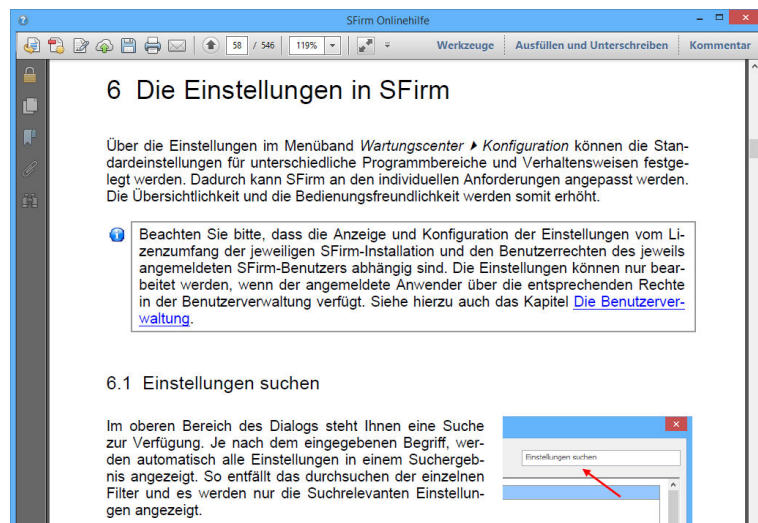 SFirm Onlinehilfe
58 / 546 119% Werkzeuge Ausfüllen und Unterschreiben Kommentar
6 Die Einstellungen in SFirm
Über die Einstellungen im Menüband Wartungscenter ▶ Konfiguration können die Stan-
dardeinstellungen für unterschiedliche Programmbereiche und Verhaltensweisen festge-
legt werden. Dadurch kann SFirm an den individuellen Anforderungen angepasst werden.
Die Übersichtlichkeit und die Bedienungsfreundlichkeit werden somit erhöht.
Beachten Sie bitte, dass die Anzeige und Konfiguration der Einstellungen vom Li-
zenzumfang der jeweiligen SFirm-Installation und den Benutzerrechten des jeweils
angemeldeten SFirm-Benutzers abhängig sind. Die Einstellungen können nur bear-
beitet werden, wenn der angemeldete Anwender über die entsprechenden Rechte
in der Benutzerverwaltung verfügt. Siehe hierzu auch das Kapitel Die Benutzerver-
waltung.
6.1 Einstellungen suchen
Im oberen Bereich des Dialogs steht Ihnen eine Suche
zur Verfügung. Je nach dem eingegebenen Begriff, wer-
den automatisch alle Einstellungen in einem Suchergeb-
nis angezeigt. So entfällt das durchsuchen der einzelnen
Filter und es werden nur die Suchrelevanten Einstellun-
gen angezeigt.
Einstellungen suchen